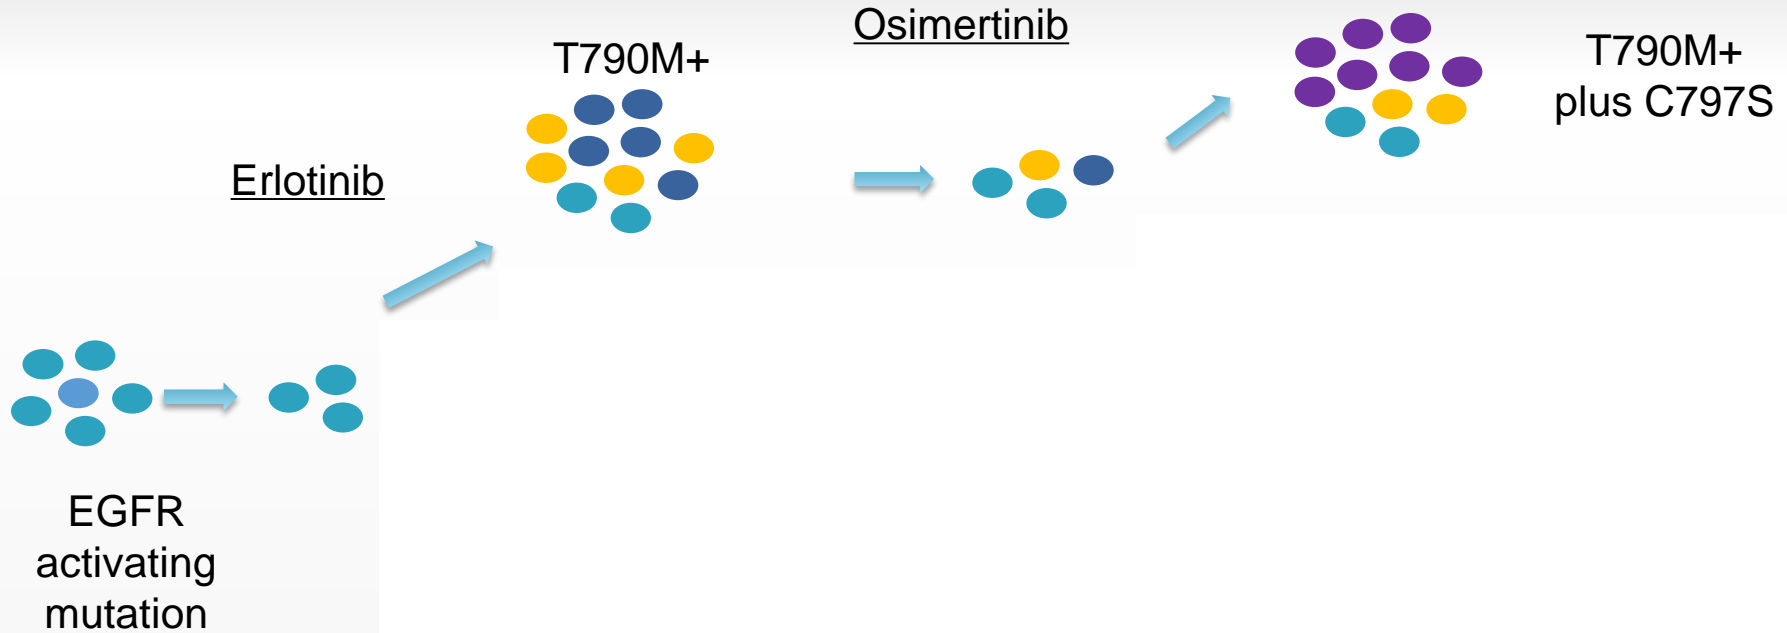 Osimertinib
T790M+
T790M+
plus C797S
Erlotinib
EGFR
activating
mutation